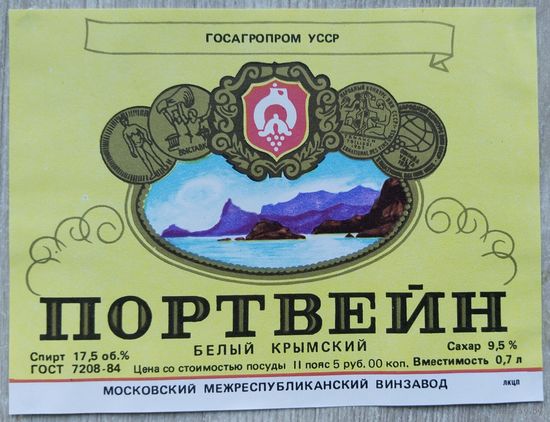 ГОСАГРОПРОМ УССР
ВЫСТАВКА
ПОРТВЕЙН
БЕЛЫЙ КРЫМСКИЙ
Спирт 17,5 об.%
Сахар 9,5 %
ГОСТ 7208-84 Цена со стоимостью посуды II пояс 5 руб. 00 коп. Вместимость 0,7 л
МОСКОВСКИЙ МЕЖРЕСПУБЛИКАНСКИЙ ВИНЗАВОД
ЛКЦП